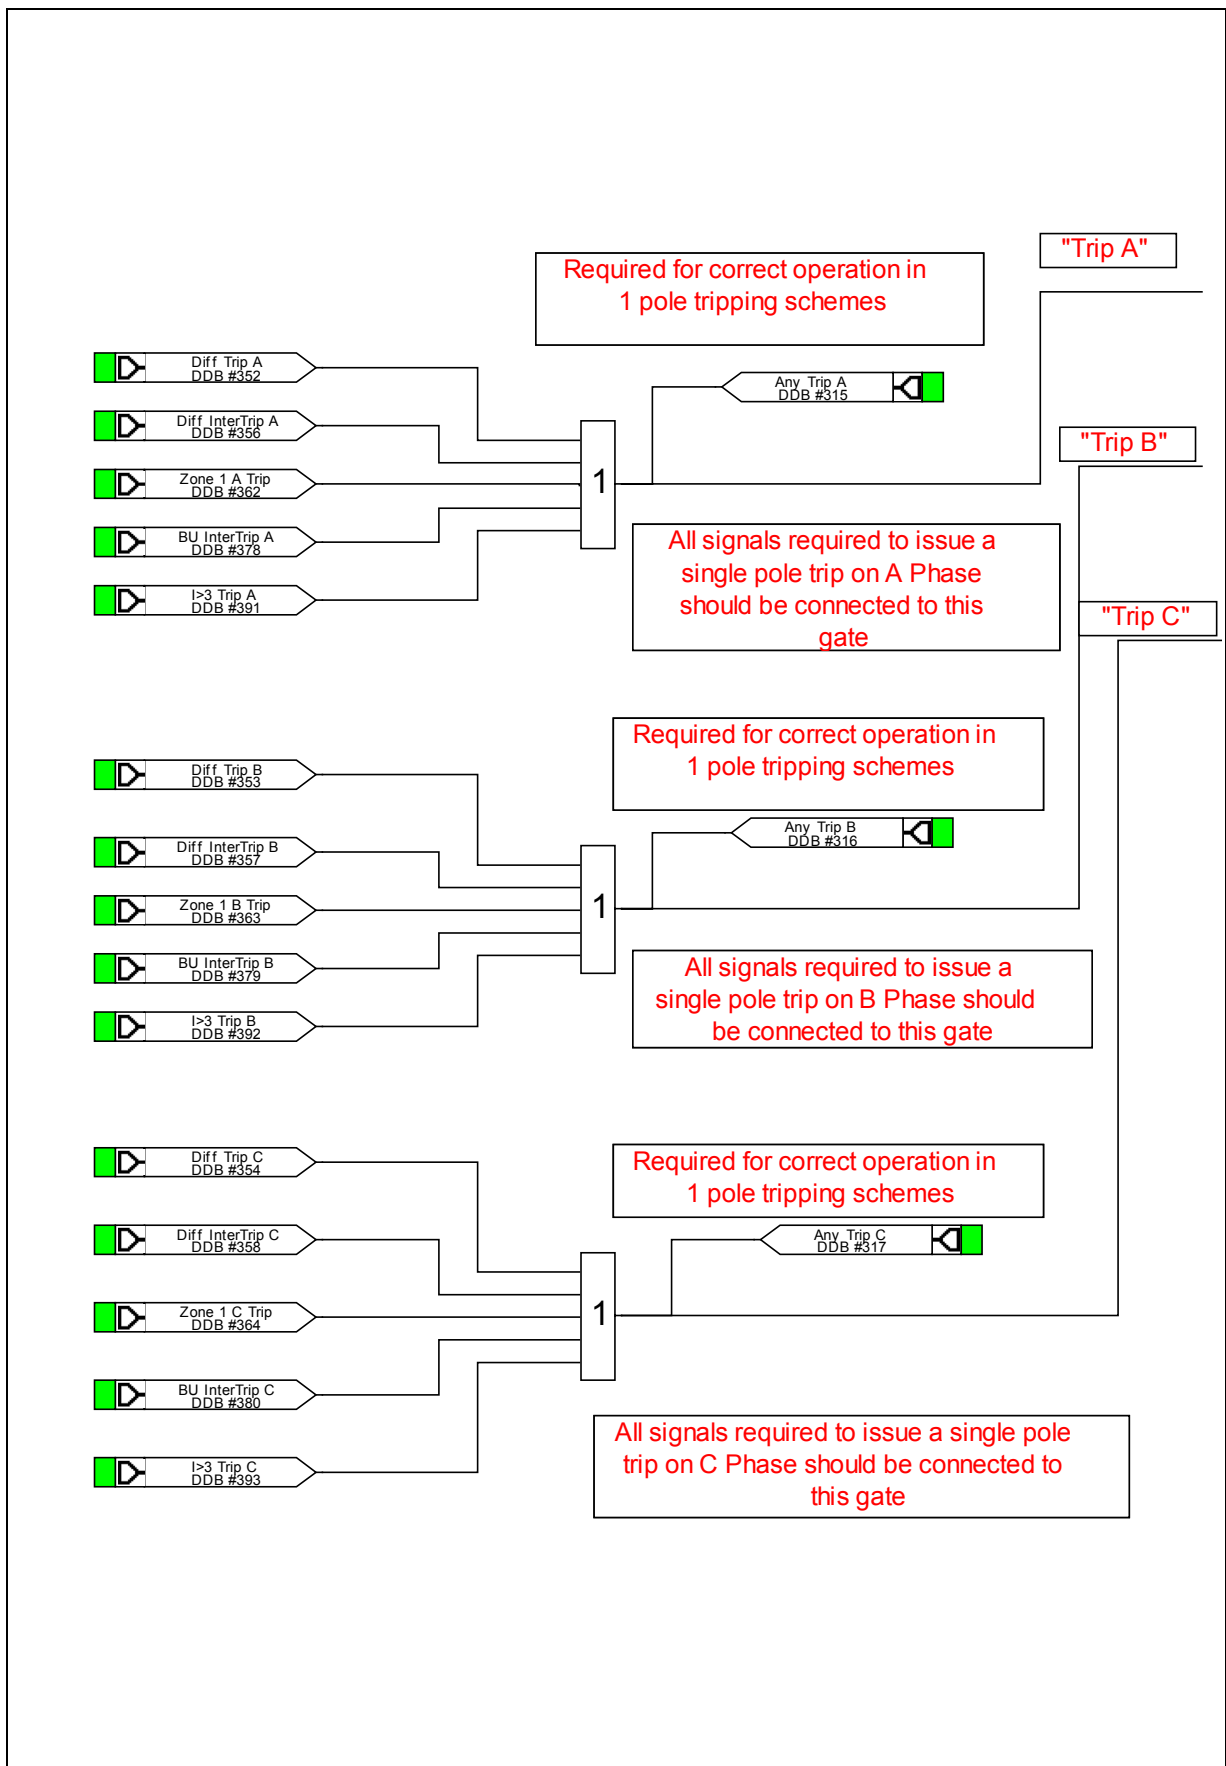 "Trip A"
Required for correct operation in
1 pole tripping schemes
Diff Trip A
DDB #352
Any Trip A
DDB #315
Diff InterTrip A
DDB #356
"Trip B"
Zone 1 A Trip
DDB #362
1
BU InterTrip A
DDB #378
All signals required to issue a
single pole trip on A Phase
should be connected to this
gate
I>3 Trip A
DDB #391
"Trip C"
Required for correct operation in
1 pole tripping schemes
Diff Trip B
DDB #353
Any Trip B
DDB #316
Diff InterTrip B
DDB #357
Zone 1 B Trip
DDB #363
1
BU InterTrip B
DDB #379
All signals required to issue a
single pole trip on B Phase should
be connected to this gate
I>3 Trip B
DDB #392
Diff Trip C
DDB #354
Required for correct operation in
1 pole tripping schemes
Diff InterTrip C
DDB #358
Any Trip C
DDB #317
Zone 1 C Trip
DDB #364
1
BU InterTrip C
DDB #380
All signals required to issue a single pole
trip on C Phase should be connected to
this gate
I>3 Trip C
DDB #393